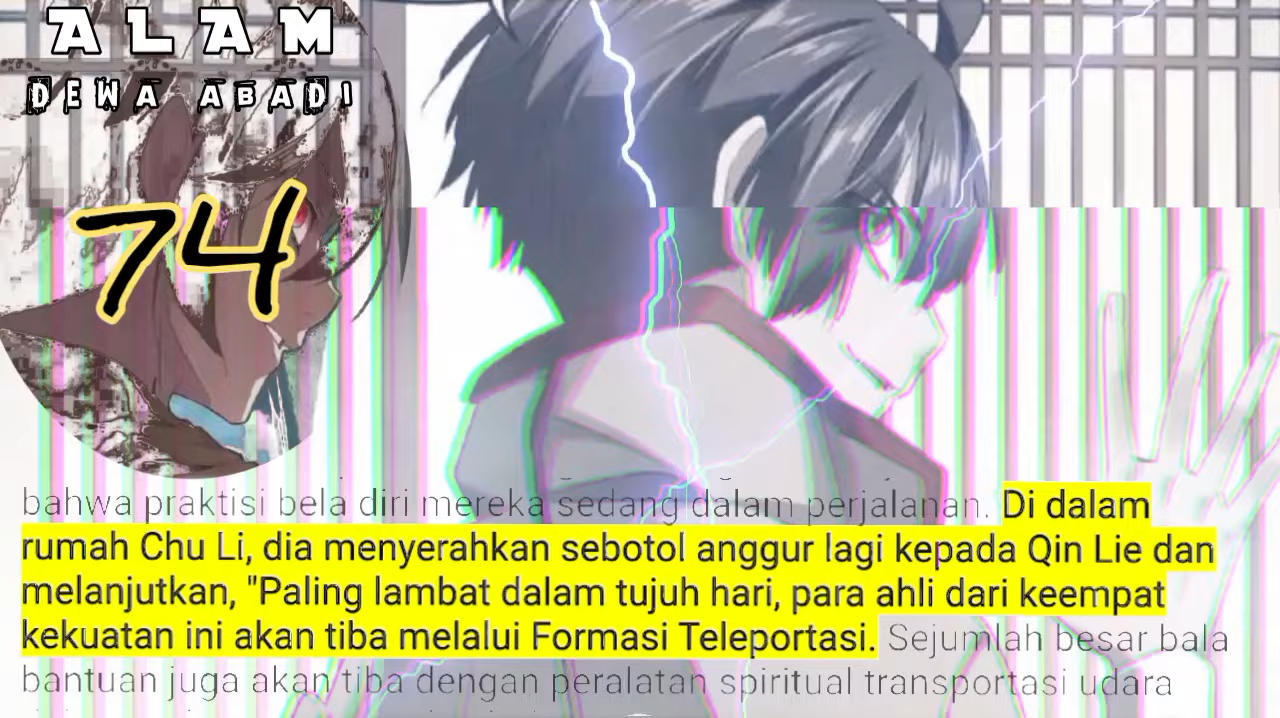 ALAM
DEWA ABADI
74
bahwa praktisi bela diri mereka sedang dalam perjalanan. Di dalam
rumah Chu Li, dia menyerahkan sebotol anggur lagi kepada Qin Lie dan
melanjutkan, "Paling lambat dalam tujuh hari, para ahli dari keempat
kekuatan ini akan tiba melalui Formasi Teleportasi. Sejumlah besar bala
bantuan juga akan tiba dengan peralatan spiritual transportasi udara